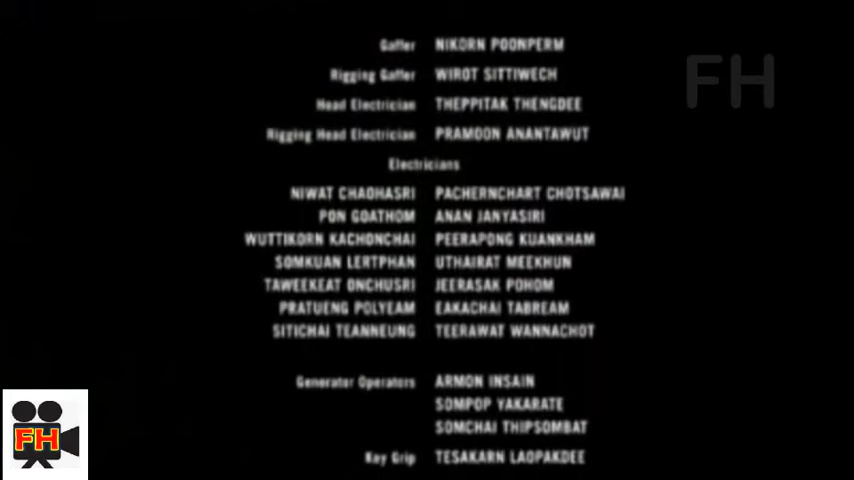 Gaffer NIKORN POONPERM
FH
Rigging Gaffer WIROT SITTIWECH
Head Electrician THEPPITAK THENGDEE
Rigging Head Electrician PRAMOON ANANTAWUT
Electricians
NIWAT CHAOHASRI PACHERNCHART CHOTSAWAI
PON GOATHOM ANAN JANYASIRI
WUTTIKORN KACHONCHAI PEERAPONG KUANKHAM
SOMKUAN LERTPHAN UTHAIRAT MEEKHUN
TAWEEKEAT ONCHUSRI JEERASAK POHOM
PRATUENG POLYEAM EAKACHAI TABREAM
SITICHAI TEANNEUNG TEERAWAT WANNACHOT
Generator Operators ARMON INSAIN
SOMPOP YAKARATE
SOMCHAI THIPSOMBAT
Key Grip TESAKARN LAOPAKDEE
FH